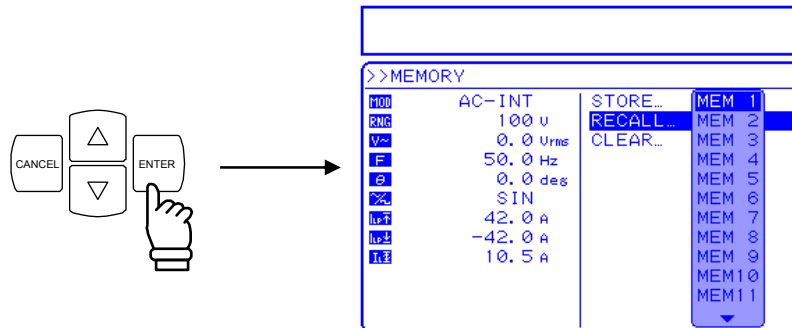 CANCEL
ENTER
>>MEMORY
MOD AC-INT
RNG 100 V
V~ 0.0 Vrms
F 50.0 Hz
θ 0.0 deg
SIN
42.0 A
-42.0 A
10.5 A
STORE…
RECALL…
CLEAR…
MEM 1
MEM 2
MEM 3
MEM 4
MEM 5
MEM 6
MEM 7
MEM 8
MEM 9
MEM10
MEM11